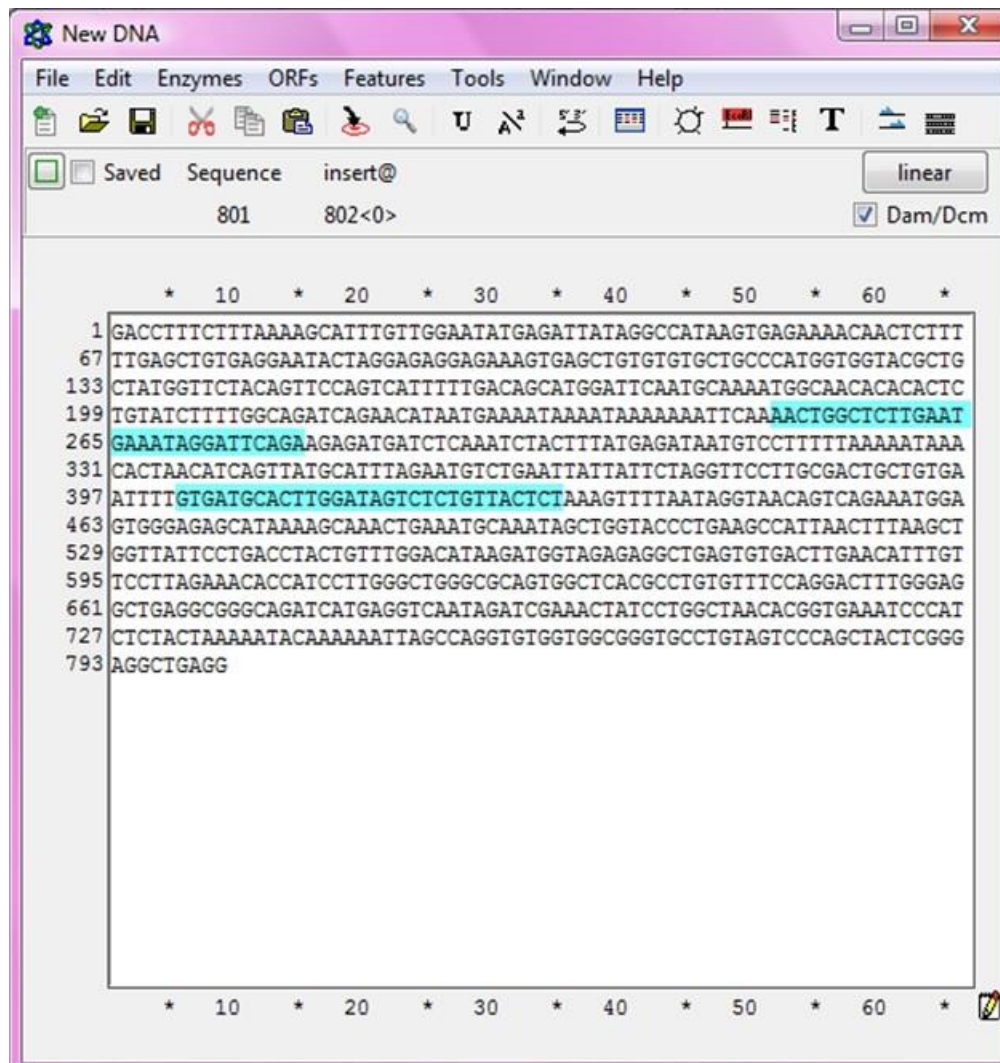 New DNA
File Edit Enzymes ORFs Features Tools Window Help
Saved Sequence insert@ linear
801 802<0> Dam/Dcm
* 10 * 20 * 30 * 40 * 50 * 60 *
1 GACCTTTCTTTAAAAGCATTTGTTGGAATATGAGATTATAGGCCATAAGTGAGAAAACAACTCTTT
67 TTGAGCTGTGAGGAATACTAGGAGAGGAGAAAGTGAGCTGTGTGTGCTGCCCATGGTGGTACGCTG
133 CTATGGTTCTACAGTTCCAGTCATTTTTGACAGCATGGATTCAATGCAAAATGGCAACACACACTC
199 TGTATCTTTTGGCAGATCAGAACATAATGAAAATAAAATAAAAAAATTCAAAACTGGCTCTTGAAT
265 GAAATAGGATTCAGAAGAGATGATCTCAAATCTACTTTATGAGATAATGTCCTTTTTAAAAATAAA
331 CACTAACATCAGTTATGCATTTAGAATGTCTGAATTATTATTCTAGGTTCCTTGCGACTGCTGTGA
397 ATTTTGTGATGCACTTGGATAGTCTCTGTTACTCTAAAGTTTTAATAGGTAACAGTCAGAAATGGA
463 GTGGGAGAGCATAAAAGCAAACTGAAATGCAAATAGCTGGTACCCTGAAGCCATTAACTTTAAGCT
529 GGTTATTCCTGACCTACTGTTTGGACATAAGATGGTAGAGAGGCTGAGTGTGACTTGAACATTTGT
595 TCCTTAGAAACACCATCCTTGGGCTGGGCGCAGTGGCTCACGCCTGTGTTTCCAGGACTTTGGGAG
661 GCTGAGGCGGGCAGATCATGAGGTCAATAGATCGAAACTATCCTGGCTAACACGGTGAAATCCCAT
727 CTCTACTAAAAATACAAAAAATTAGCCAGGTGTGGTGGCGGGTGCCTGTAGTCCCAGCTACTCGGG
793 AGGCTGAGG
* 10 * 20 * 30 * 40 * 50 * 60 *